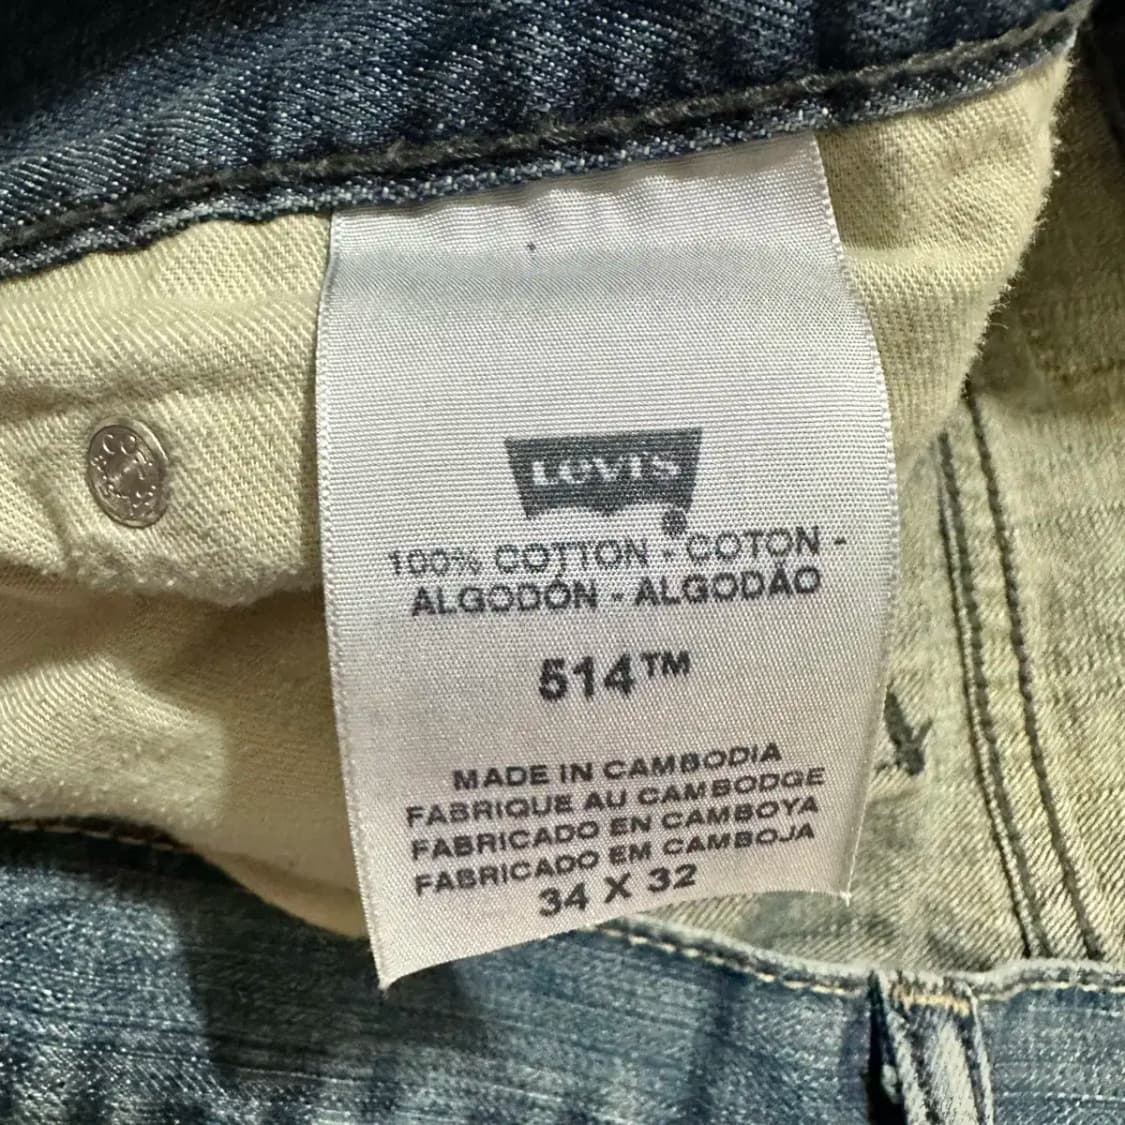 LEVI'S
100% COTTON - COTON -
ALGODÓN - ALGODÃO
514™
MADE IN CAMBODIA
FABRIQUE AU CAMBODGE
FABRICADO EN CAMBOYA
FABRICADO EM CAMBOJA
34 X 32